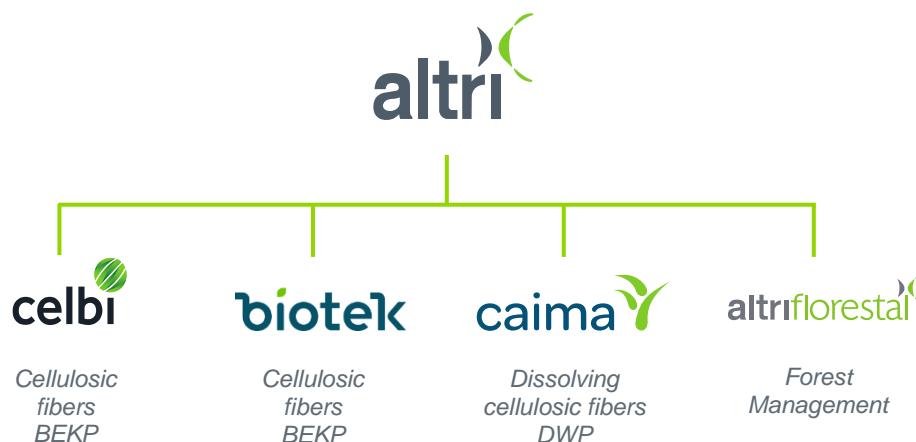 altri
celbi
biotek
caima
altriflorestal
Cellulosic
fibers
BEKP
Cellulosic
fibers
BEKP
Dissolving
cellulosic fibers
DWP
Forest
Management